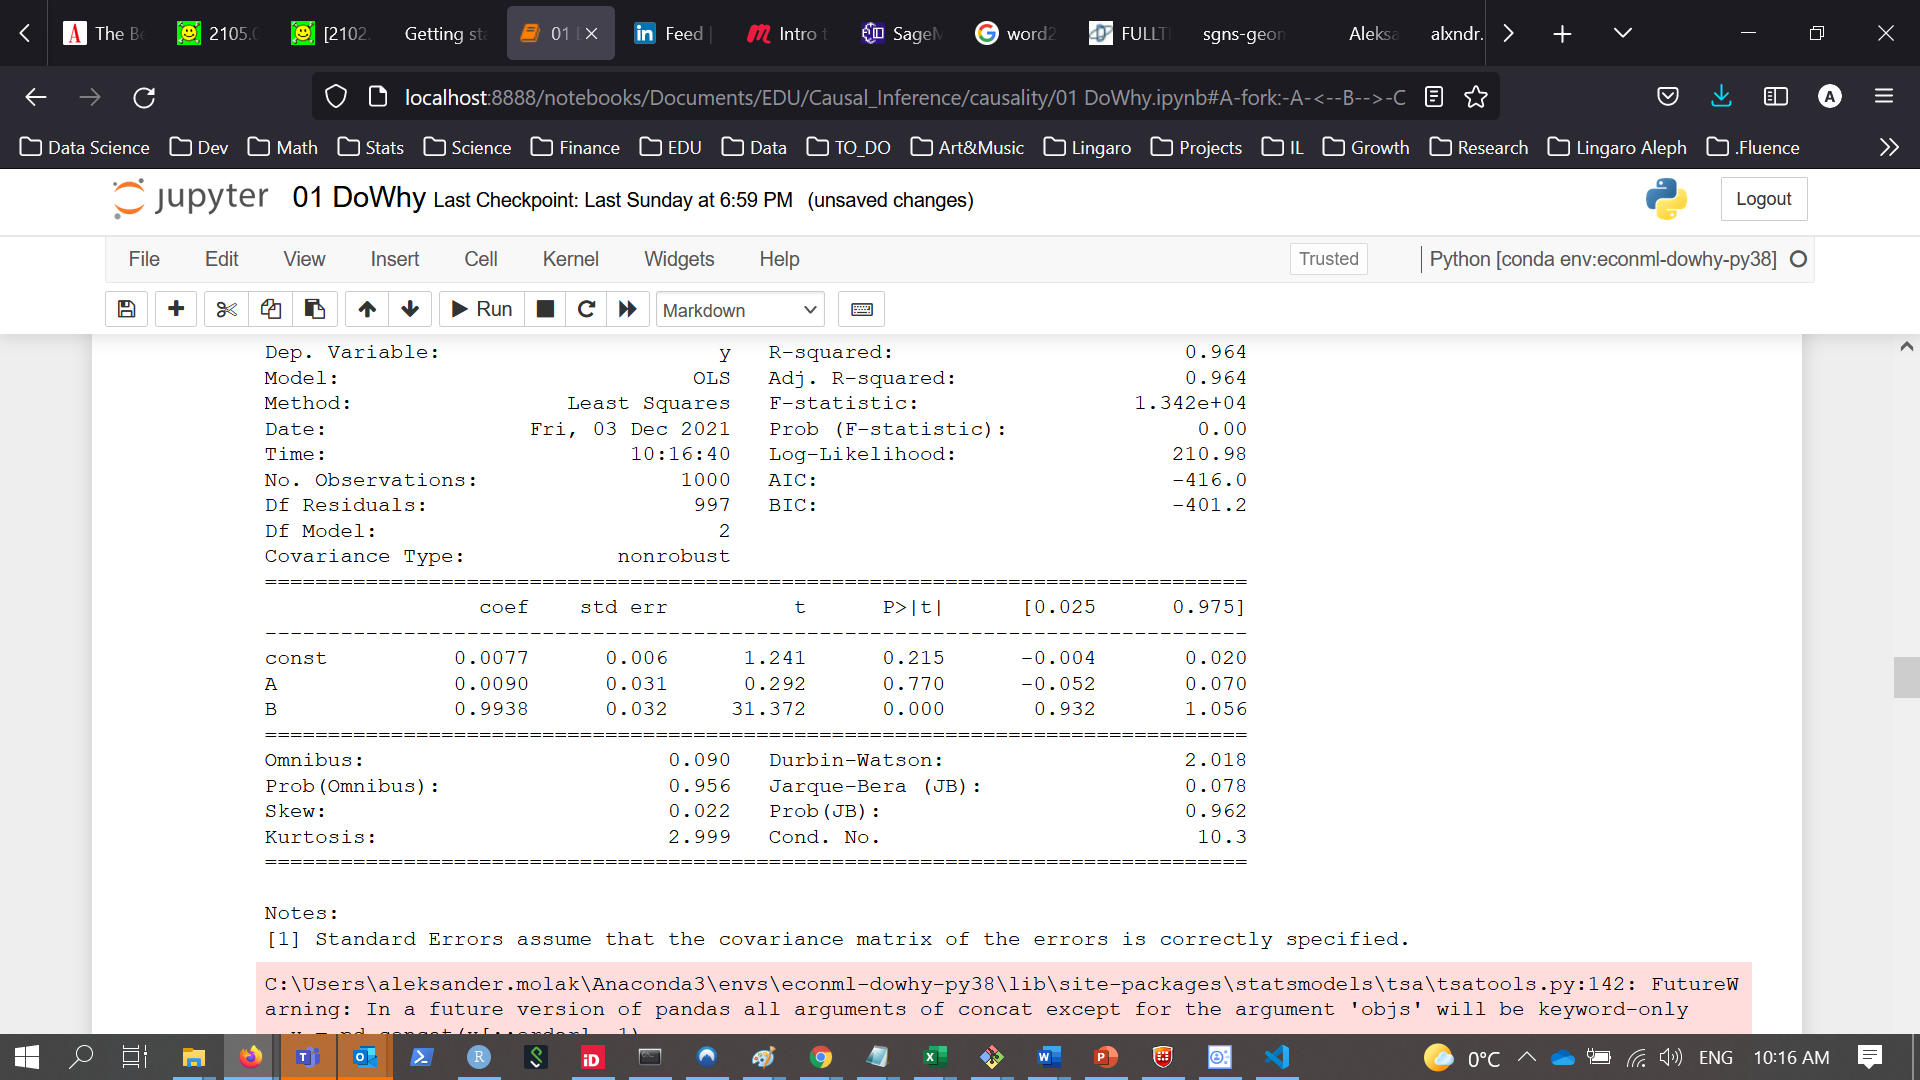 The Be
2105.0
[2102.
Getting sta
01 D
Feed |
Intro t
SageM
word2
FULLT
sgns-geon
Aleksa
alxndr.
localhost:8888/notebooks/Documents/EDU/Causal_Inference/causality/01 DoWhy.ipynb#A-fork:-A-<--B-->-C
Data Science Dev Math Stats Science Finance EDU Data TO_DO Art&Music Lingaro Projects IL Growth Research Lingaro Aleph .Fluence
jupyter 01 DoWhy Last Checkpoint: Last Sunday at 6:59 PM (unsaved changes) Logout
File Edit View Insert Cell Kernel Widgets Help Trusted Python [conda env:econml-dowhy-py38]
Run Markdown
Dep. Variable: y R-squared: 0.964
Model: OLS Adj. R-squared: 0.964
Method: Least Squares F-statistic: 1.342e+04
Date: Fri, 03 Dec 2021 Prob (F-statistic): 0.00
Time: 10:16:40 Log-Likelihood: 210.98
No. Observations: 1000 AIC: -416.0
Df Residuals: 997 BIC: -401.2
Df Model: 2
Covariance Type: nonrobust
==============================================================================
coef std err t P>|t| [0.025 0.975]
------------------------------------------------------------------------------
const 0.0077 0.006 1.241 0.215 -0.004 0.020
A 0.0090 0.031 0.292 0.770 -0.052 0.070
B 0.9938 0.032 31.372 0.000 0.932 1.056
==============================================================================
Omnibus: 0.090 Durbin-Watson: 2.018
Prob(Omnibus): 0.956 Jarque-Bera (JB): 0.078
Skew: 0.022 Prob(JB): 0.962
Kurtosis: 2.999 Cond. No. 10.3
==============================================================================
Notes:
[1] Standard Errors assume that the covariance matrix of the errors is correctly specified.
C:\Users\aleksander.molak\Anaconda3\envs\econml-dowhy-py38\lib\site-packages\statsmodels\tsa\tsatools.py:142: FutureW
arning: In a future version of pandas all arguments of concat except for the argument 'objs' will be keyword-only
x = pd.concat(x[::order], 1)
0°C ENG 10:16 AM